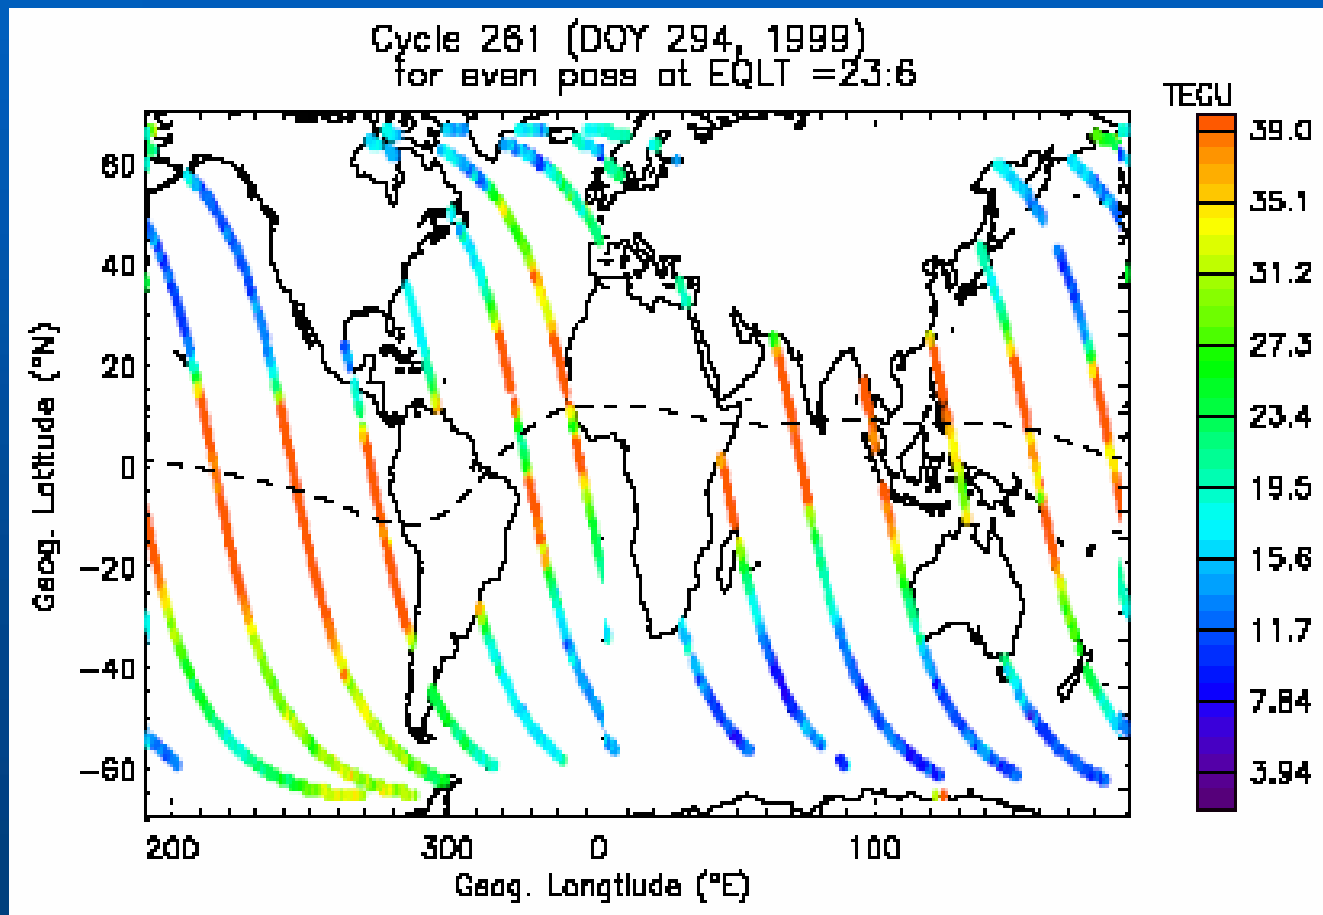 Cycle 261 (DOY 294, 1999)
for even pass at EQLT =23:6
TECU
39.0
35.1
31.2
27.3
23.4
19.5
15.6
11.7
7.84
3.94
60
40
20
0
−20
−40
−60
Geog. Latitude (°N)
200 300 0 100
Geog. Longtiude (°E)